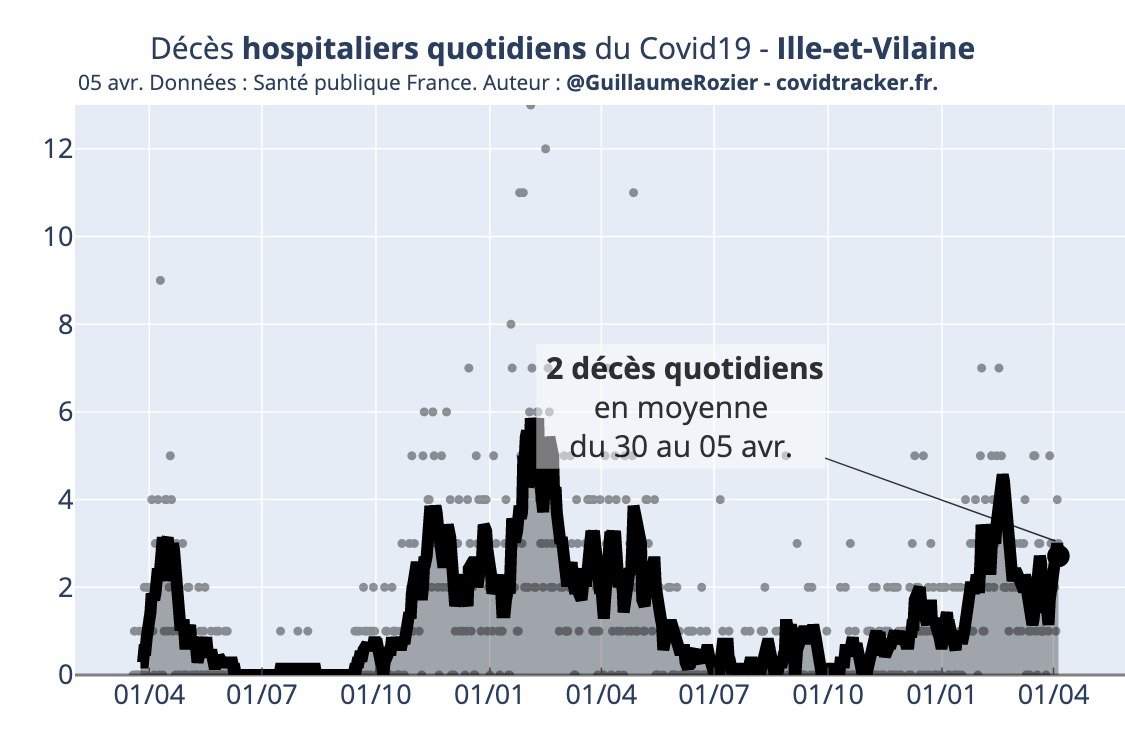 Décès hospitaliers quotidiens du Covid19 - Ille-et-Vilaine
05 avr. Données : Santé publique France. Auteur : @GuillaumeRozier - covidtracker.fr.
12
10
8
6
4
2
0
2 décès quotidiens
en moyenne
du 30 au 05 avr.
01/04 01/07 01/10 01/01 01/04 01/07 01/10 01/01 01/04